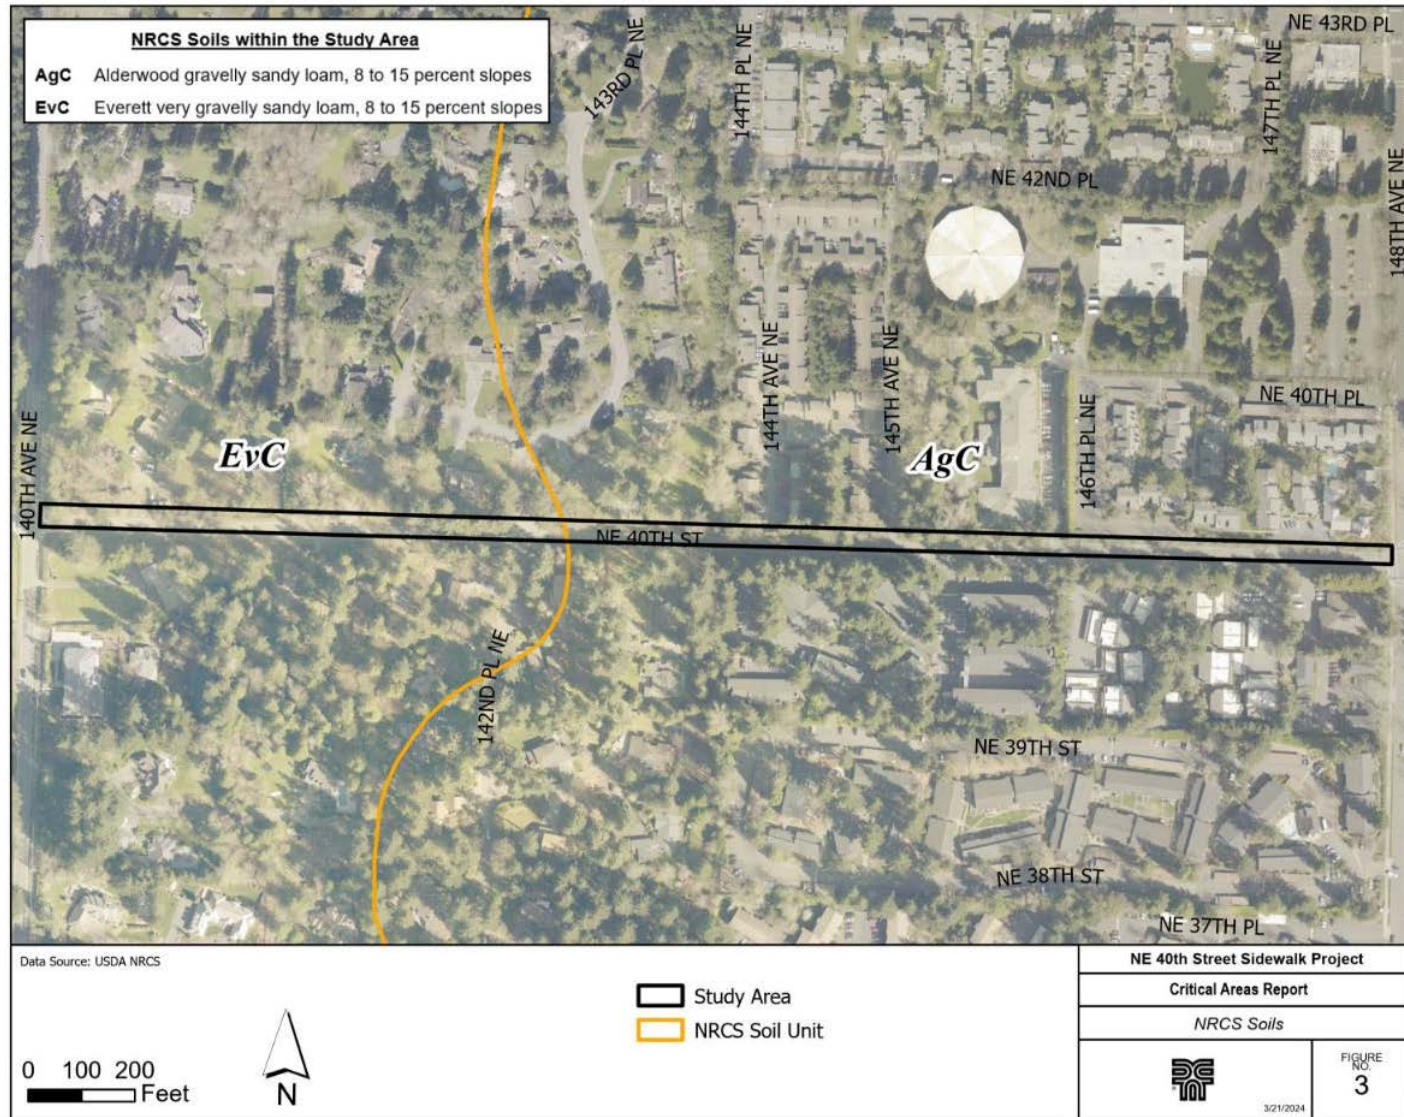 NRCS Soils within the Study Area
AgC Alderwood gravelly sandy loam, 8 to 15 percent slopes
EvC Everett very gravelly sandy loam, 8 to 15 percent slopes
NE 43RD PL
143RD PL NE
144TH PL NE
147TH PL NE
NE 42ND PL
148TH AVE NE
144TH AVE NE
145TH AVE NE
NE 40TH PL
140TH AVE NE
EvC
AgC
146TH PL NE
NE 40TH ST
142ND PL NE
NE 39TH ST
NE 38TH ST
NE 37TH PL
Data Source: USDA NRCS
0 100 200
Feet
N
Study Area
NRCS Soil Unit
NE 40th Street Sidewalk Project
Critical Areas Report
NRCS Soils
3/21/2024
FIGURE
NO.
3